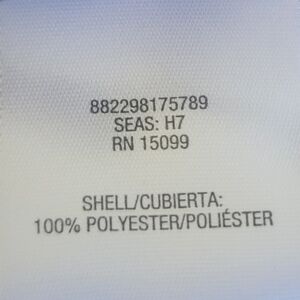 882298175789
SEAS: H7
RN 15099
SHELL/CUBIERTA:
100% POLYESTER/POLIÉSTER